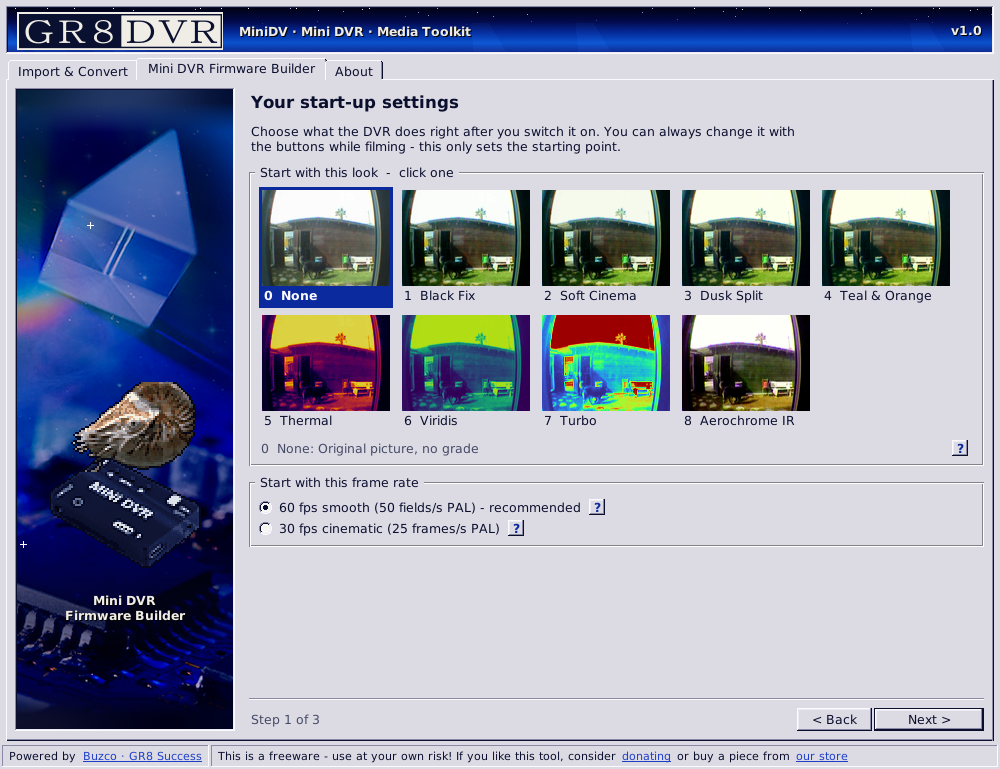 GR8DVR
MiniDV · Mini DVR · Media Toolkit
v1.0
Import & Convert
Mini DVR Firmware Builder
About
Your start-up settings
Choose what the DVR does right after you switch it on. You can always change it with
the buttons while filming - this only sets the starting point.
Start with this look - click one
0 None
1 Black Fix
2 Soft Cinema
3 Dusk Split
4 Teal & Orange
5 Thermal
6 Viridis
7 Turbo
8 Aerochrome IR
0 None: Original picture, no grade
?
Start with this frame rate
60 fps smooth (50 fields/s PAL) - recommended ?
30 fps cinematic (25 frames/s PAL) ?
MINI DVR
Mini DVR
Firmware Builder
Step 1 of 3
< Back
Next >
Powered by Buzco · GR8 Success
This is a freeware - use at your own risk! If you like this tool, consider donating or buy a piece from our store